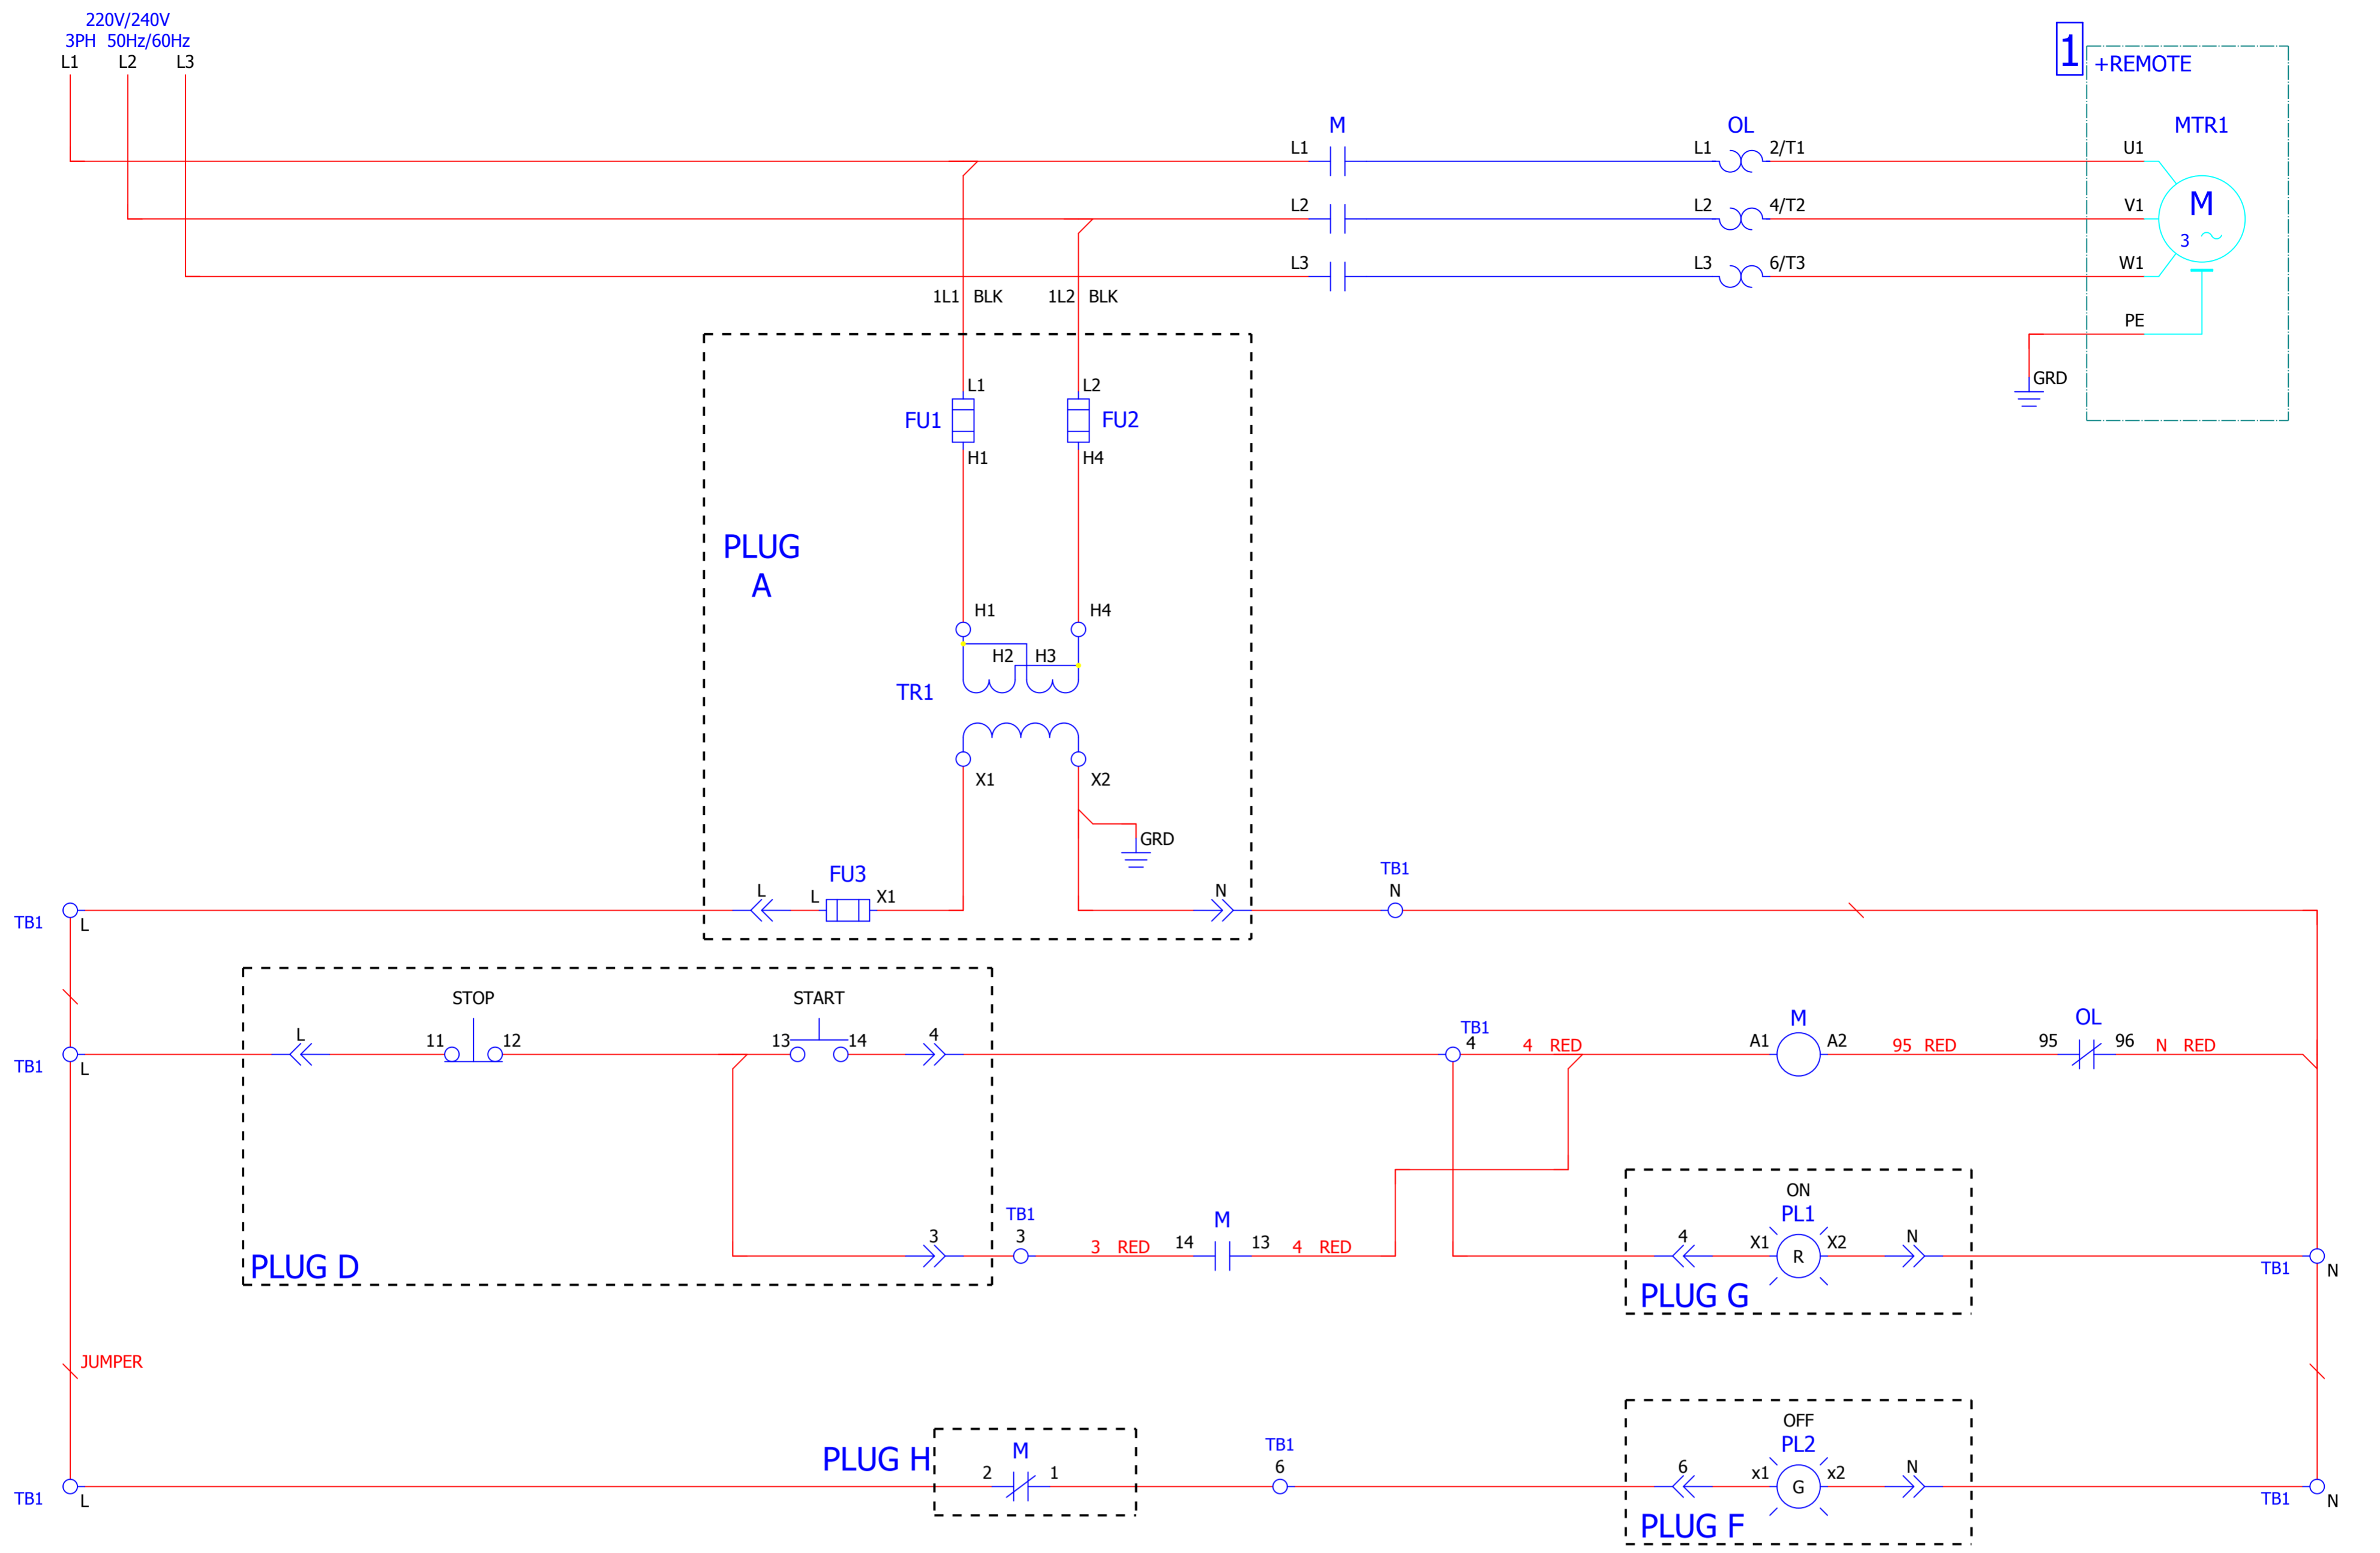 220V/240V
3PH 50Hz/60Hz
L1 L2 L3
1
+REMOTE
M
OL
MTR1
L1
L1 2/T1
U1
L2
L2 4/T2
V1
M
3
L3
L3 6/T3
W1
1L1 BLK
1L2 BLK
PE
GRD
L1
L2
FU1
FU2
H1
H4
PLUG
A
H1
H4
H2 H3
TR1
X1
X2
GRD
FU3
L
L X1
N
TB1
N
TB1 L
STOP
START
L
11 12
13 14
4
TB1
4
4 RED
M
A1 A2
95 RED
OL
95 96
N RED
TB1 L
ON
PL1
3
TB1
3
3 RED
M
14 13
4 RED
4
X1 R X2
N
PLUG D
PLUG G
TB1 N
JUMPER
OFF
PL2
PLUG H
M
2 1
TB1
6
6
x1 G x2
N
TB1 L
PLUG F
TB1 N